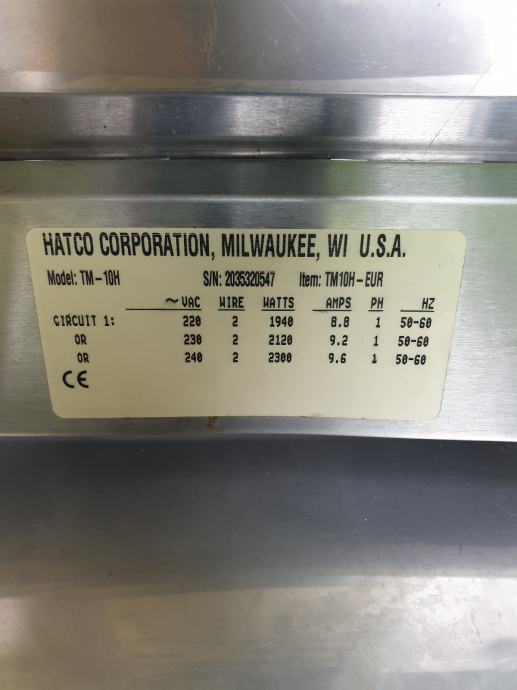 HATCO CORPORATION, MILWAUKEE, WI U.S.A.
Model: TM-10H S/N: 2035320547 Item: TM10H-EUR
~VAC WIRE WATTS AMPS PH HZ
CIRCUIT 1: 220 2 1940 8.8 1 50-60
OR 230 2 2120 9.2 1 50-60
OR 240 2 2300 9.6 1 50-60
CE